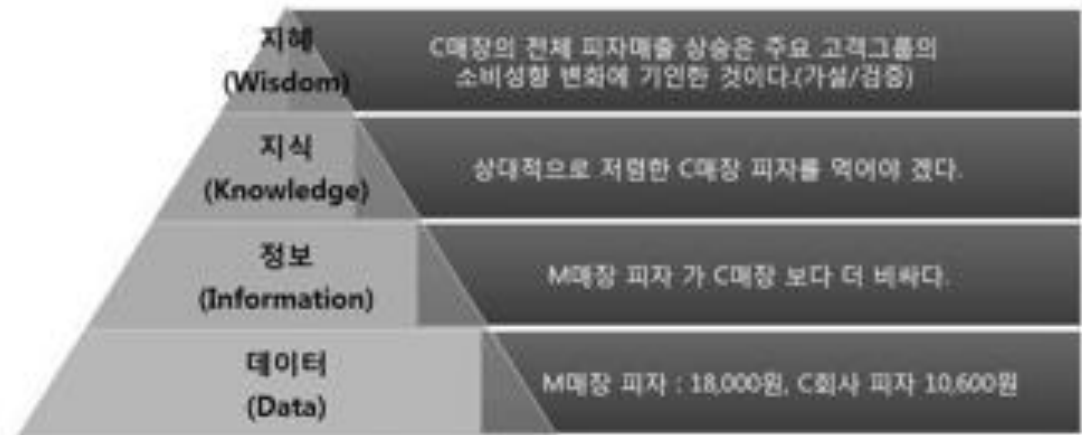 지혜
(Wisdom)
C매장의 전체 피자매출 상승은 주요 고객그룹의
소비성향 변화에 기인한 것이다.(가설/검증)
지식
(Knowledge)
상대적으로 저렴한 C매장 피자를 먹어야 겠다.
정보
(Information)
M매장 피자 가 C매장 보다 더 비싸다.
데이터
(Data)
M매장 피자 : 18,000원, C회사 피자 10,600원